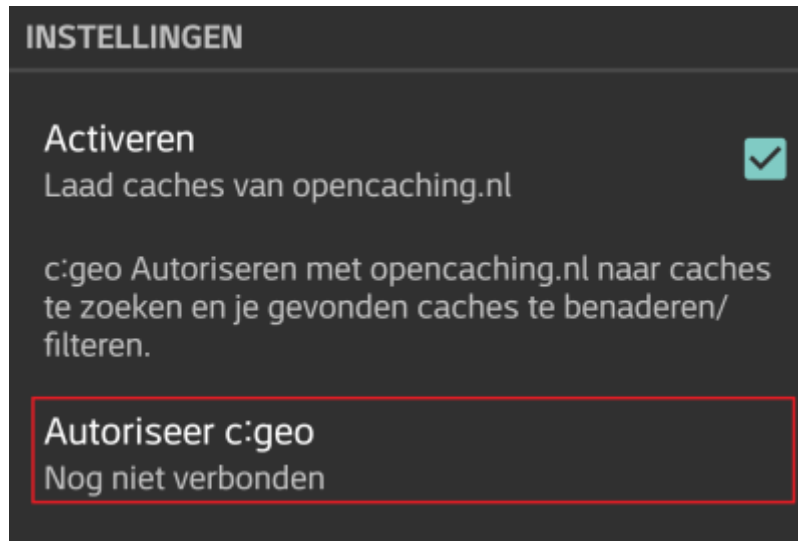 INSTELLINGEN
Activeren
Laad caches van opencaching.nl
c:geo Autoriseren met opencaching.nl naar caches
te zoeken en je gevonden caches te benaderen/
filteren.
Autoriseer c:geo
Nog niet verbonden